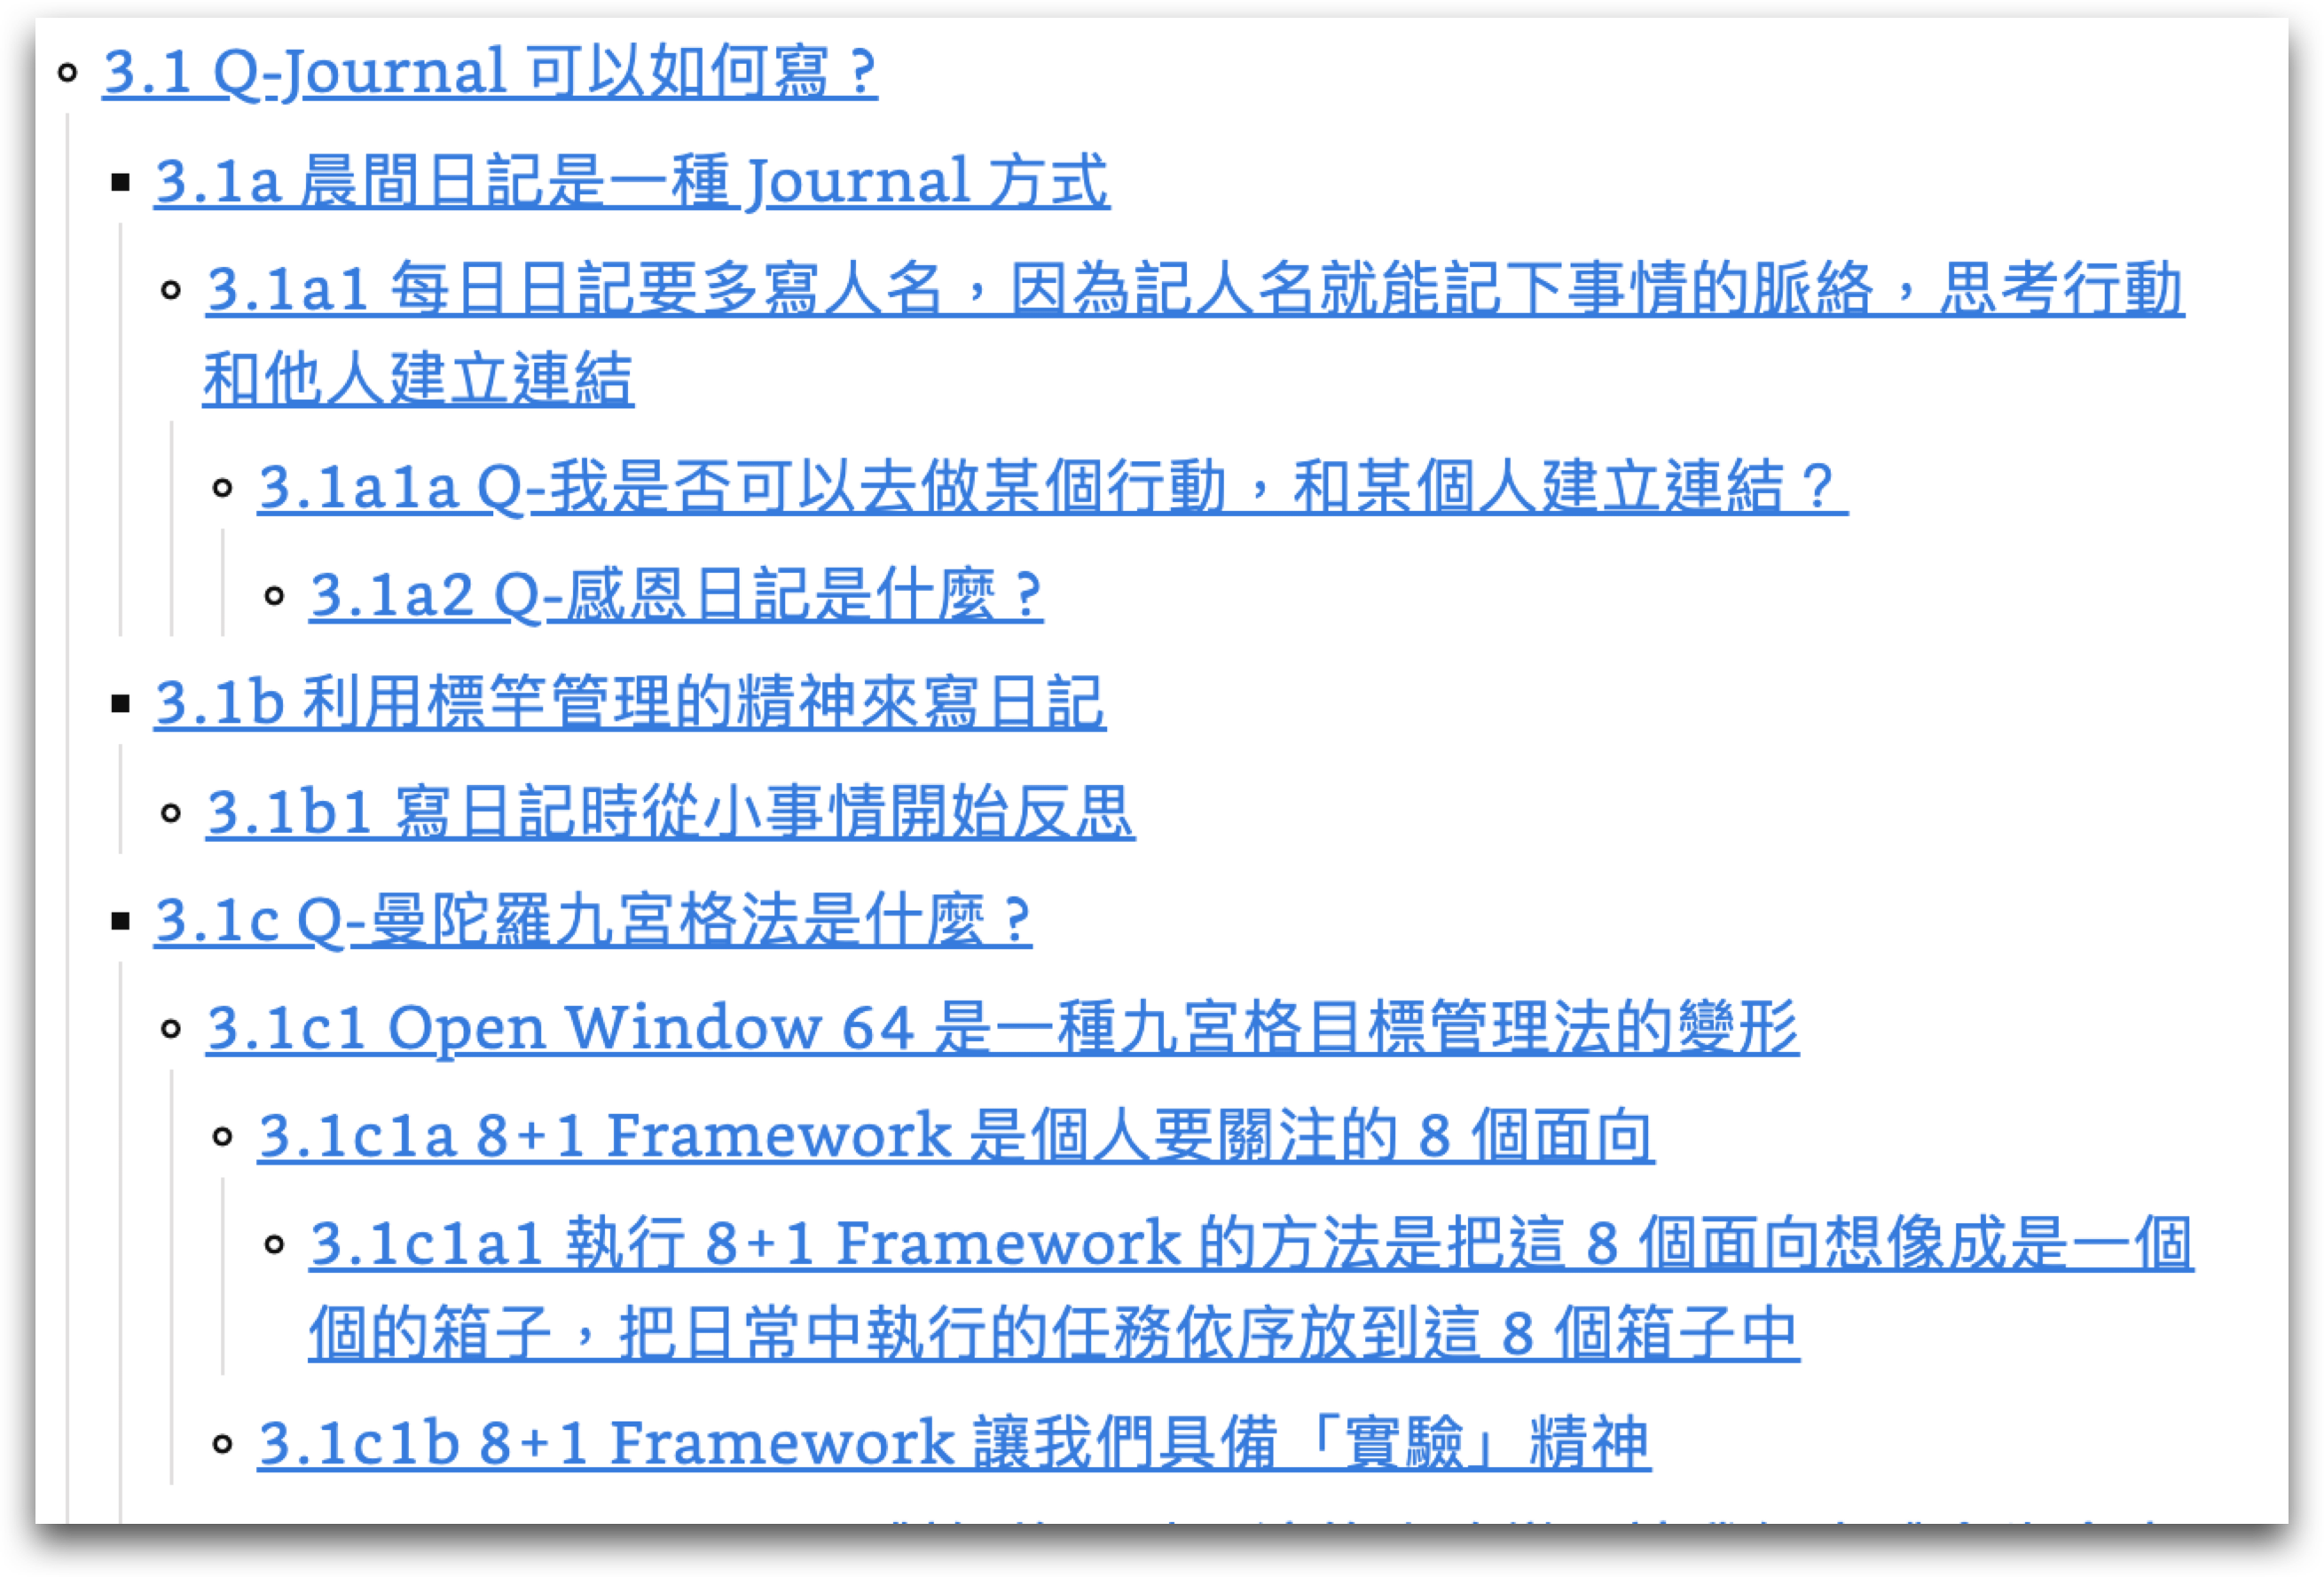 3.1 Q-Journal 可以如何寫？
3.1a 晨間日記是一種 Journal 方式
3.1a1 每日日記要多寫人名，因為記人名就能記下事情的脈絡，思考行動
和他人建立連結
3.1a1a Q-我是否可以去做某個行動，和某個人建立連結？
3.1a2 Q-感恩日記是什麼？
3.1b 利用標竿管理的精神來寫日記
3.1b1 寫日記時從小事情開始反思
3.1c Q-曼陀羅九宮格法是什麼？
3.1c1 Open Window 64 是一種九宮格目標管理法的變形
3.1c1a 8+1 Framework 是個人要關注的 8 個面向
3.1c1a1 執行 8+1 Framework 的方法是把這 8 個面向想像成是一個
個的箱子，把日常中執行的任務依序放到這 8 個箱子中
3.1c1b 8+1 Framework 讓我們具備「實驗」精神